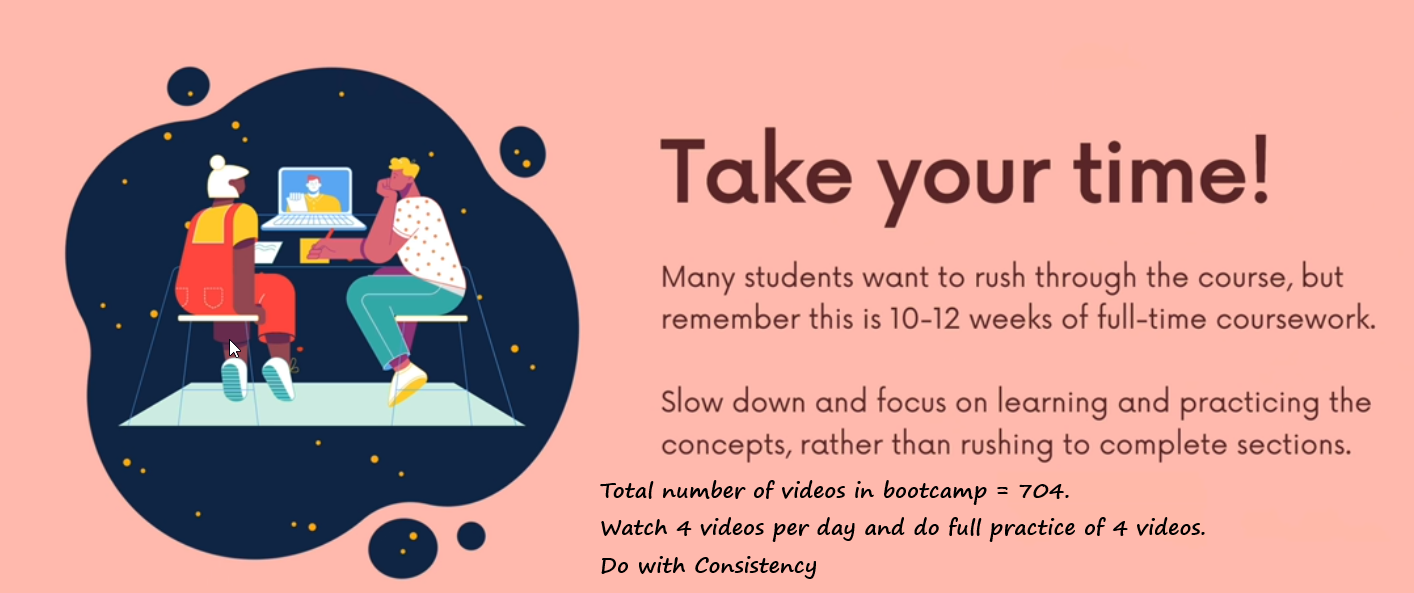 Take your time!
Many students want to rush through the course, but
remember this is 10-12 weeks of full-time coursework.
Slow down and focus on learning and practicing the
concepts, rather than rushing to complete sections.
Total number of videos in bootcamp = 704.
Watch 4 videos per day and do full practice of 4 videos.
Do with Consistency